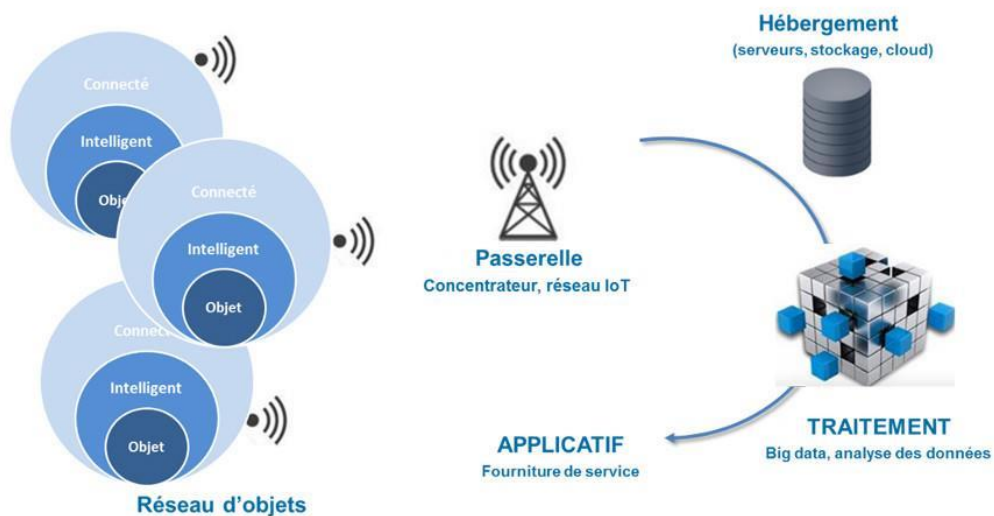 Connecté
Intelligent
Connecté
Intelligent
Objet
Intelligent
Objet
Réseau d'objets
Passerelle
Concentrateur, réseau IoT
Hébergement
(serveurs, stockage, cloud)
TRAITEMENT
Big data, analyse des données
APPLICATIF
Fourniture de service